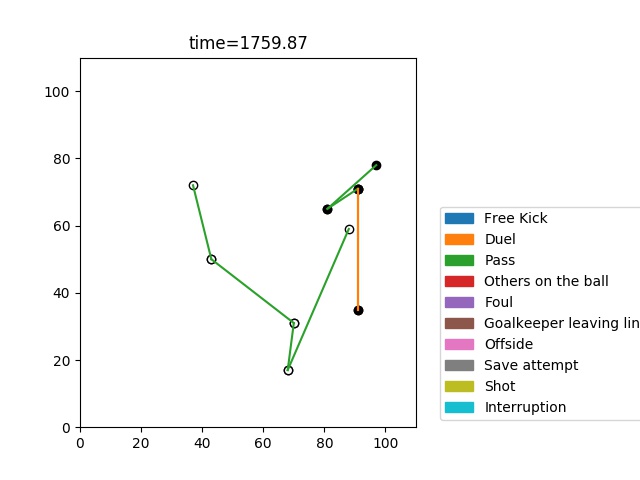 time=1759.87
100
80
60
40
20
0
0 20 40 60 80 100
Free Kick
Duel
Pass
Others on the ball
Foul
Goalkeeper leaving lin
Offside
Save attempt
Shot
Interruption